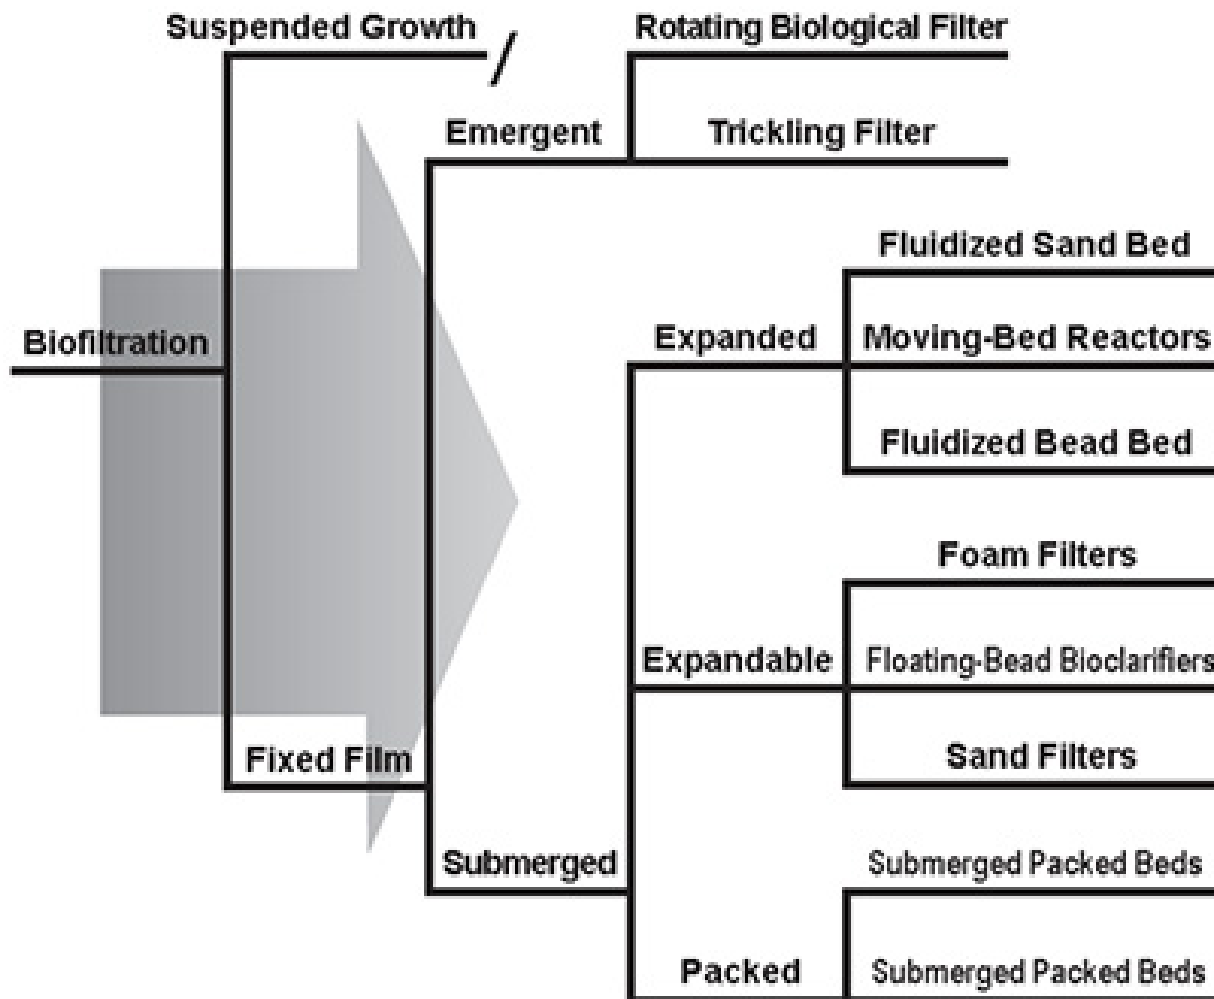 Suspended Growth
/
Rotating Biological Filter
Emergent
Trickling Filter
Fluidized Sand Bed
Biofiltration
Expanded
Moving-Bed Reactors
Fluidized Bead Bed
Foam Filters
Expandable
Floating-Bead Bioclarifiers
Fixed Film
Sand Filters
Submerged
Submerged Packed Beds
Packed
Submerged Packed Beds